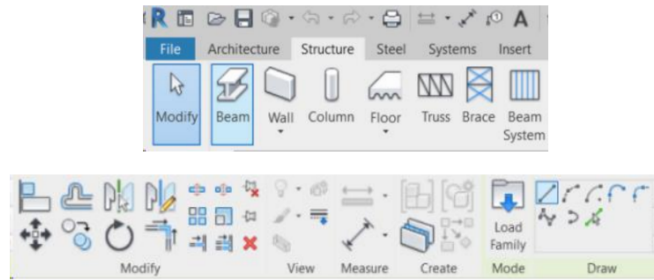 R A
File Architecture Structure Steel Systems Insert
Modify Beam Wall Column Floor Truss Brace Beam System
Load Family
Modify View Measure Create Mode Draw